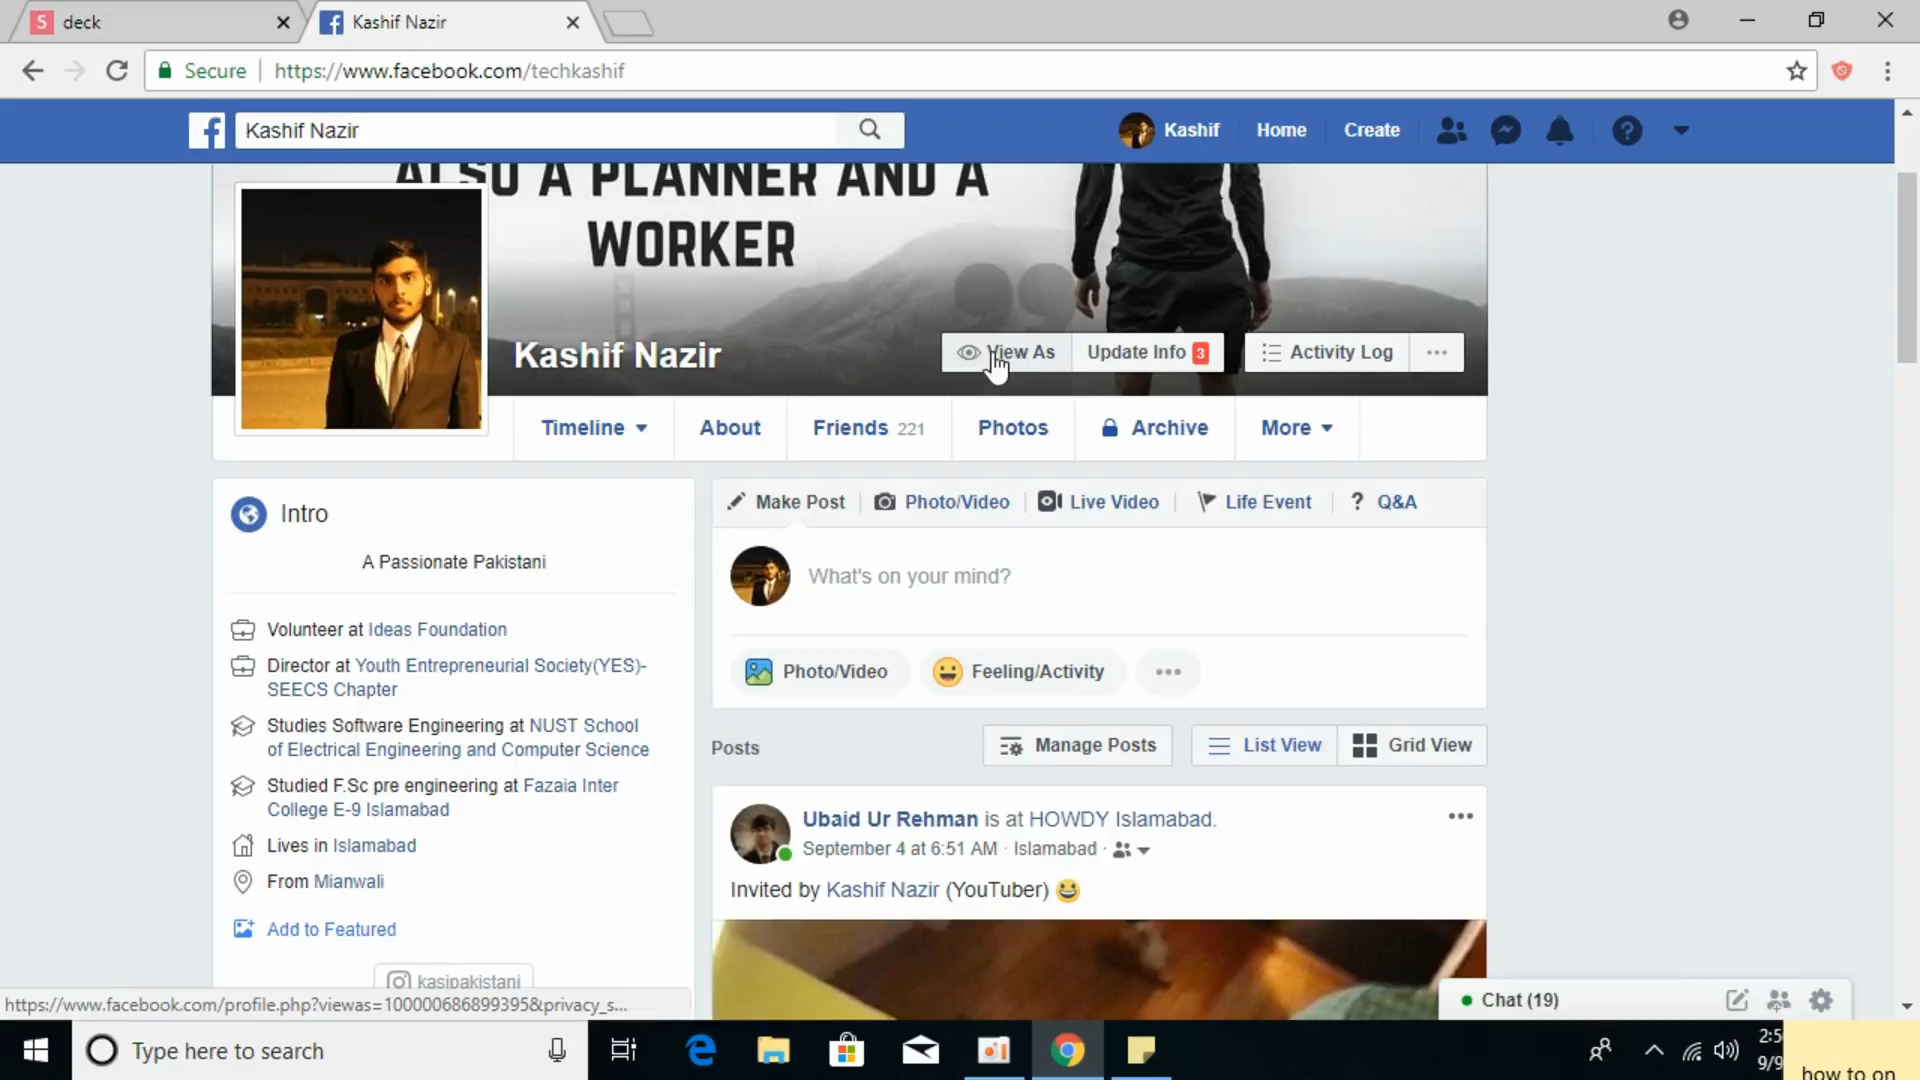 S deck
Kashif Nazir
Secure | https://www.facebook.com/techkashif
Kashif Nazir
Kashif Home Create
ALSO A PLANNER AND A
WORKER
Kashif Nazir
View As
Update Info 3
Activity Log
Timeline
About
Friends 221
Photos
Archive
More
Intro
A Passionate Pakistani
Volunteer at Ideas Foundation
Director at Youth Entrepreneurial Society(YES)-
SEECS Chapter
Studies Software Engineering at NUST School
of Electrical Engineering and Computer Science
Studied F.Sc pre engineering at Fazaia Inter
College E-9 Islamabad
Lives in Islamabad
From Mianwali
Add to Featured
kasipakistani
Make Post
Photo/Video
Live Video
Life Event
? Q&A
What's on your mind?
Photo/Video
Feeling/Activity
Posts
Manage Posts
List View
Grid View
Ubaid Ur Rehman is at HOWDY Islamabad.
September 4 at 6:51 AM · Islamabad ·
Invited by Kashif Nazir (YouTuber) 😀
Chat (19)
https://www.facebook.com/profile.php?viewas=100000686899395&privacy_s...
Type here to search
2:5
9/9
how to on